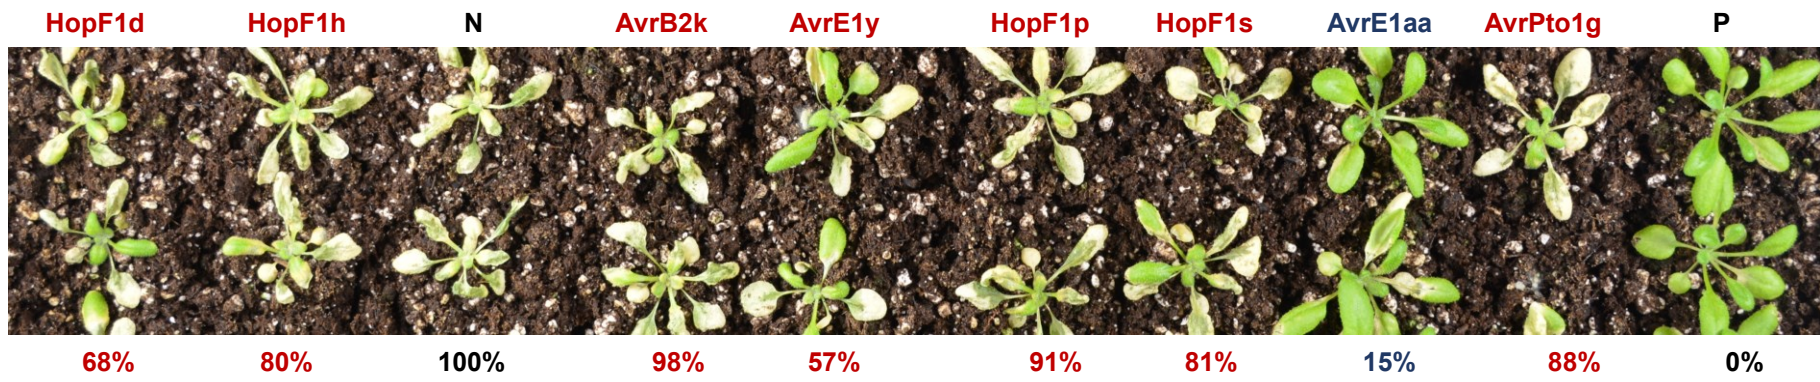 HopF1d HopF1h N AvrB2k AvrE1y HopF1p HopF1s AvrE1aa AvrPto1g P
68% 80% 100% 98% 57% 91% 81% 15% 88% 0%